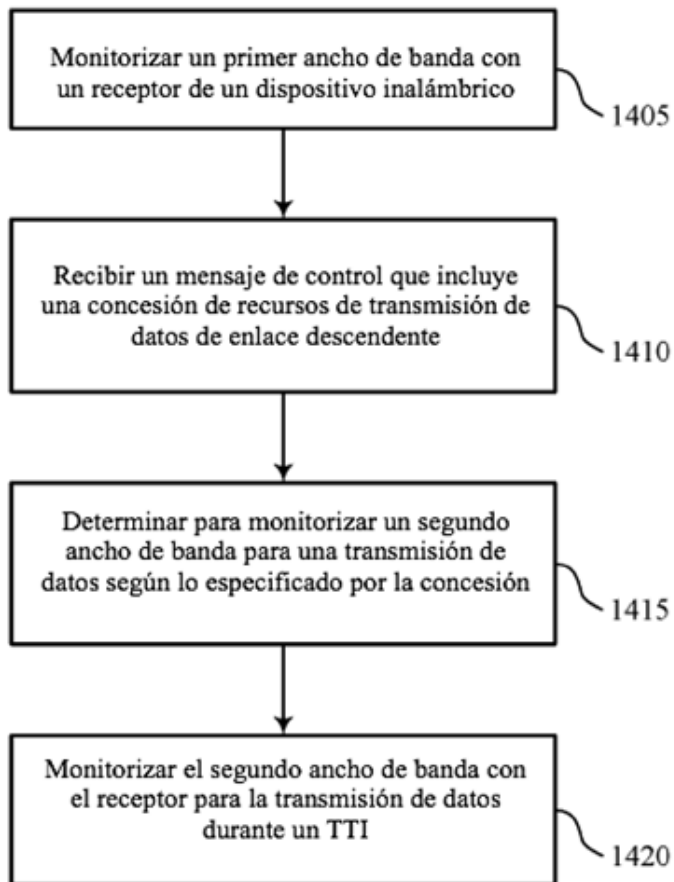 Monitorizar un primer ancho de banda con
un receptor de un dispositivo inalámbrico
1405
Recibir un mensaje de control que incluye
una concesión de recursos de transmisión de
datos de enlace descendente
1410
Determinar para monitorizar un segundo
ancho de banda para una transmisión de
datos según lo especificado por la concesión
1415
Monitorizar el segundo ancho de banda con
el receptor para la transmisión de datos
durante un TTI
1420